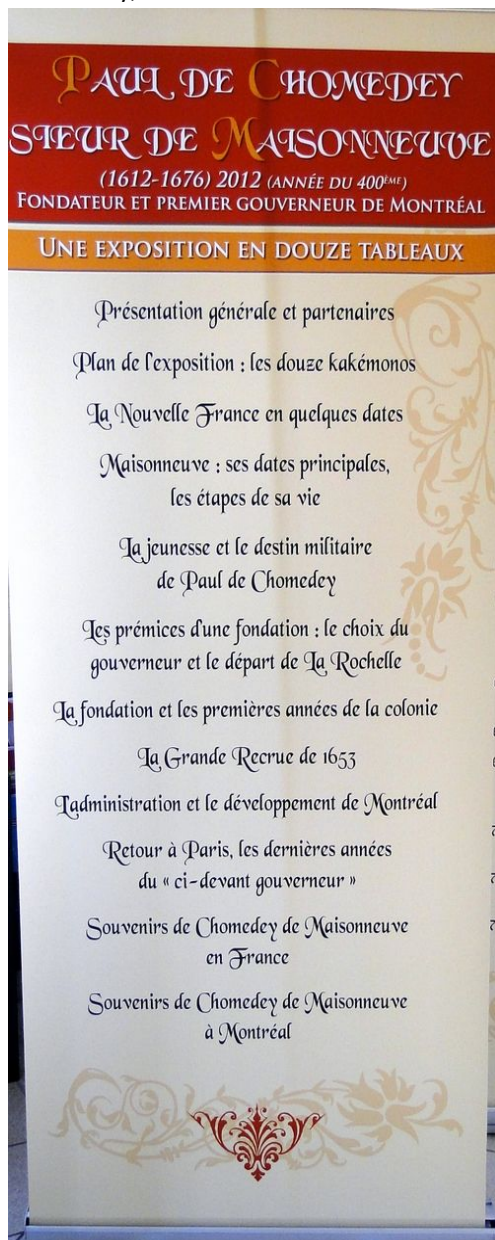 PAUL DE CHOMEDEY
SIEUR DE MAISONNEUVE
(1612-1676) 2012 (ANNÉE DU 400ÈME)
FONDATEUR ET PREMIER GOUVERNEUR DE MONTRÉAL
UNE EXPOSITION EN DOUZE TABLEAUX
Présentation générale et partenaires
Plan de l'exposition : les douze kakémonos
La Nouvelle France en quelques dates
Maisonneuve : ses dates principales,
les étapes de sa vie
La jeunesse et le destin militaire
de Paul de Chomedey
Les prémices d'une fondation : le choix du
gouverneur et le départ de La Rochelle
La fondation et les premières années de la colonie
La Grande Recrue de 1653
L'administration et le développement de Montréal
Retour à Paris, les dernières années
du « ci-devant gouverneur »
Souvenirs de Chomedey de Maisonneuve
en France
Souvenirs de Chomedey de Maisonneuve
à Montréal